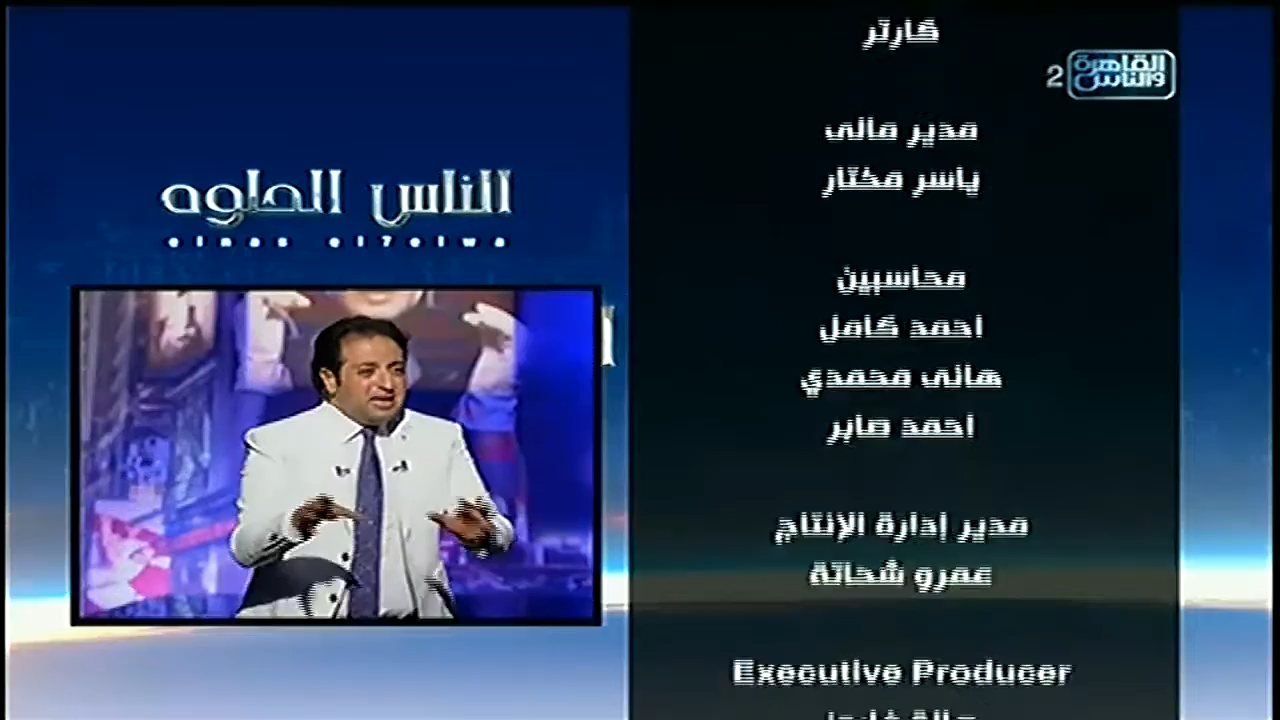 كارتر
2
القاهرة
والناس
مدير مالى
ياسر مختار
الناس الحلوه
elnas el7elwa
محاسبين
احمد كامل
هانى محمدي
احمد صابر
مدير إدارة الإنتاج
عمرو شحاتة
Executive Producer